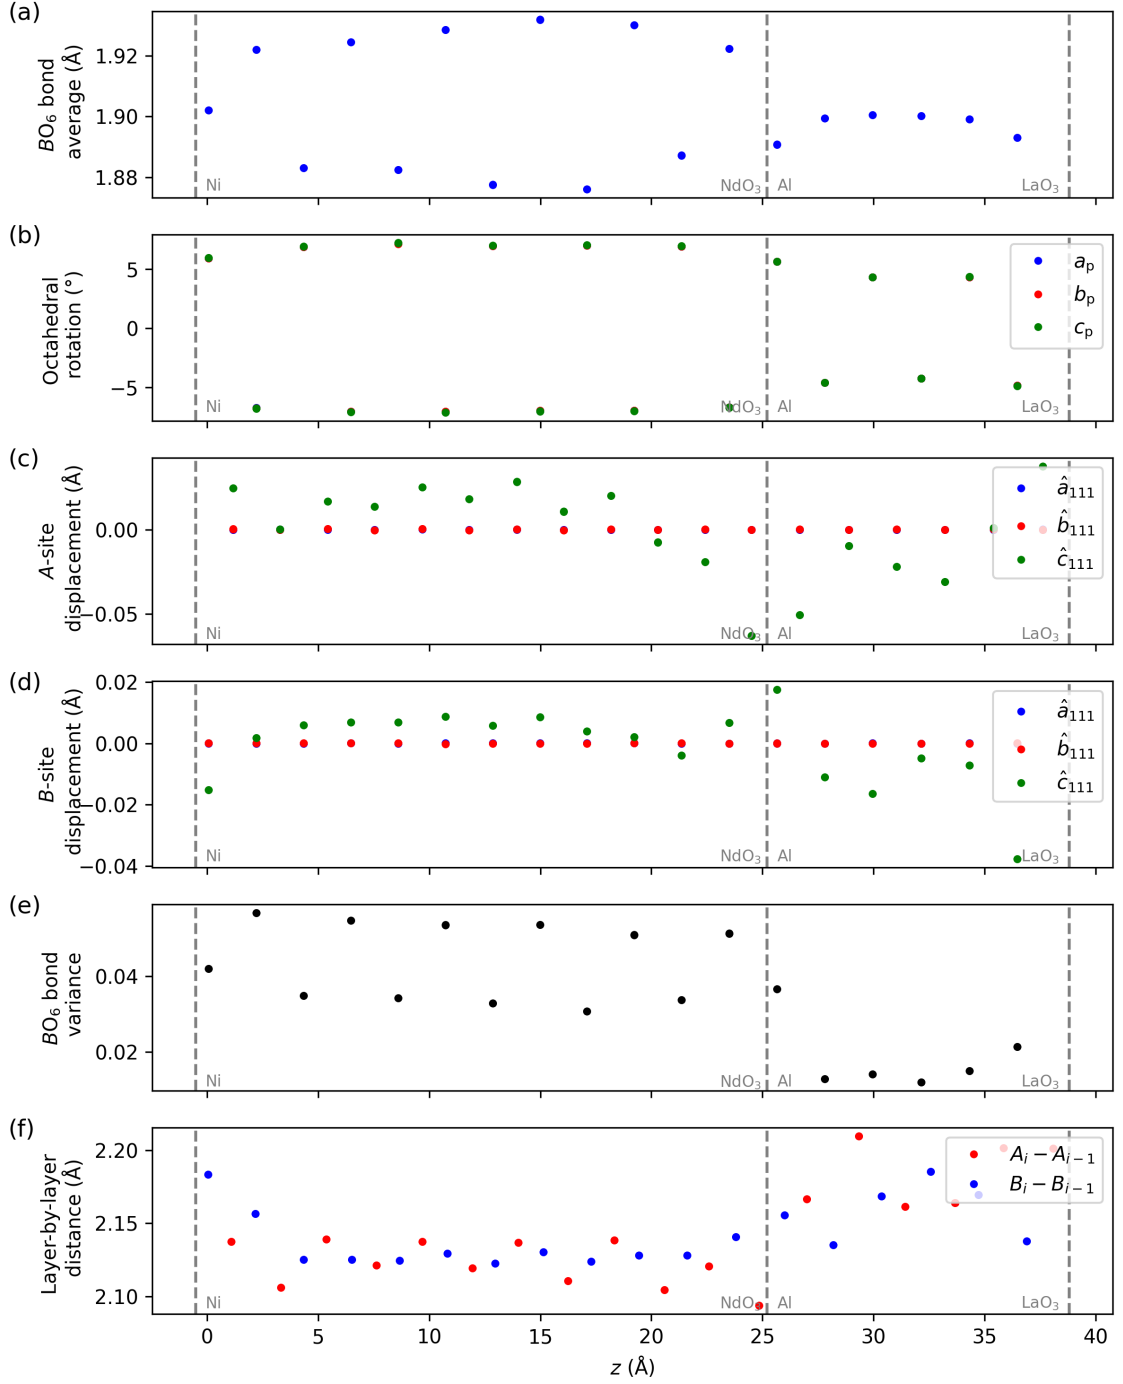 (a)
BO₆ bond
average (Å)
1.92
1.90
1.88
Ni
NdO₃
Al
LaO₃
(b)
Octahedral
rotation (°)
5
0
−5
Ni
NdO₃
Al
LaO₃
aₚ
bₚ
cₚ
(c)
A-site
displacement (Å)
0.00
−0.05
Ni
NdO₃
Al
LaO₃
â₁₁₁
b̂₁₁₁
ĉ₁₁₁
(d)
B-site
displacement (Å)
0.02
0.00
−0.02
−0.04
Ni
NdO₃
Al
LaO₃
â₁₁₁
b̂₁₁₁
ĉ₁₁₁
(e)
BO₆ bond
variance
0.04
0.02
Ni
NdO₃
Al
LaO₃
(f)
Layer-by-layer
distance (Å)
2.20
2.15
2.10
Ni
NdO₃
Al
LaO₃
Aᵢ − Aᵢ₋₁
Bᵢ − Bᵢ₋₁
0 5 10 15 20 25 30 35 40
z (Å)